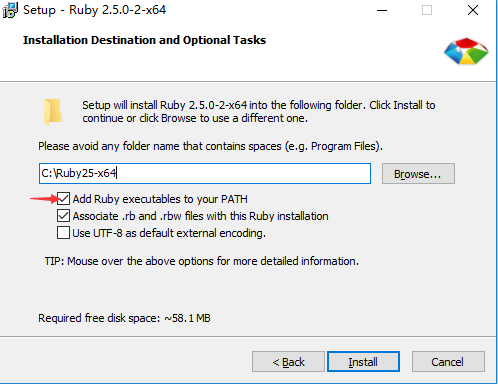 Setup - Ruby 2.5.0-2-x64
Installation Destination and Optional Tasks
Setup will install Ruby 2.5.0-2-x64 into the following folder. Click Install to
continue or click Browse to use a different one.
Please avoid any folder name that contains spaces (e.g. Program Files).
C:\Ruby25-x64
Browse...
Add Ruby executables to your PATH
Associate .rb and .rbw files with this Ruby installation
Use UTF-8 as default external encoding.
TIP: Mouse over the above options for more detailed information.
Required free disk space: ~58.1 MB
< Back
Install
Cancel